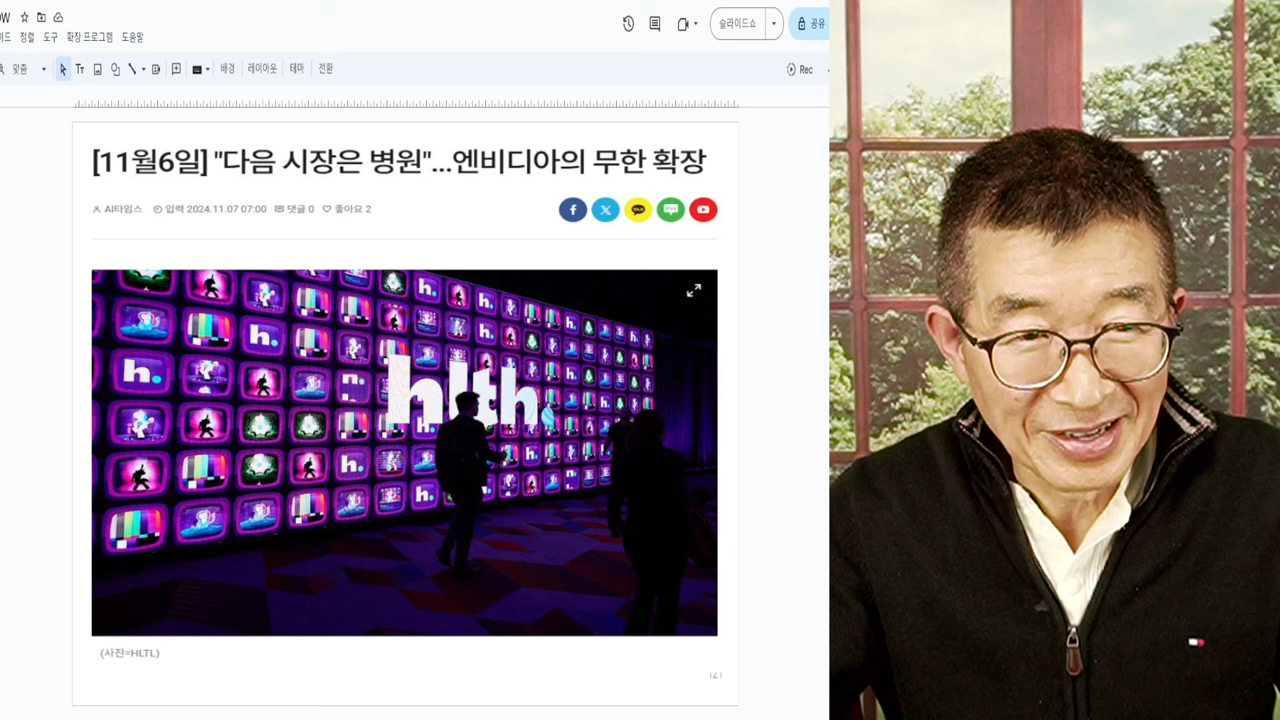 OW
이드 정렬 도구 확장 프로그램 도움말
슬라이드쇼
공유
맞춤
Tт
배경 레이아웃 테마 전환
Rec
[11월6일] "다음 시장은 병원"...엔비디아의 무한 확장
AI타임스 입력 2024.11.07 07:00 댓글 0 좋아요 2
hlth.
h.
(사진=HLTL)